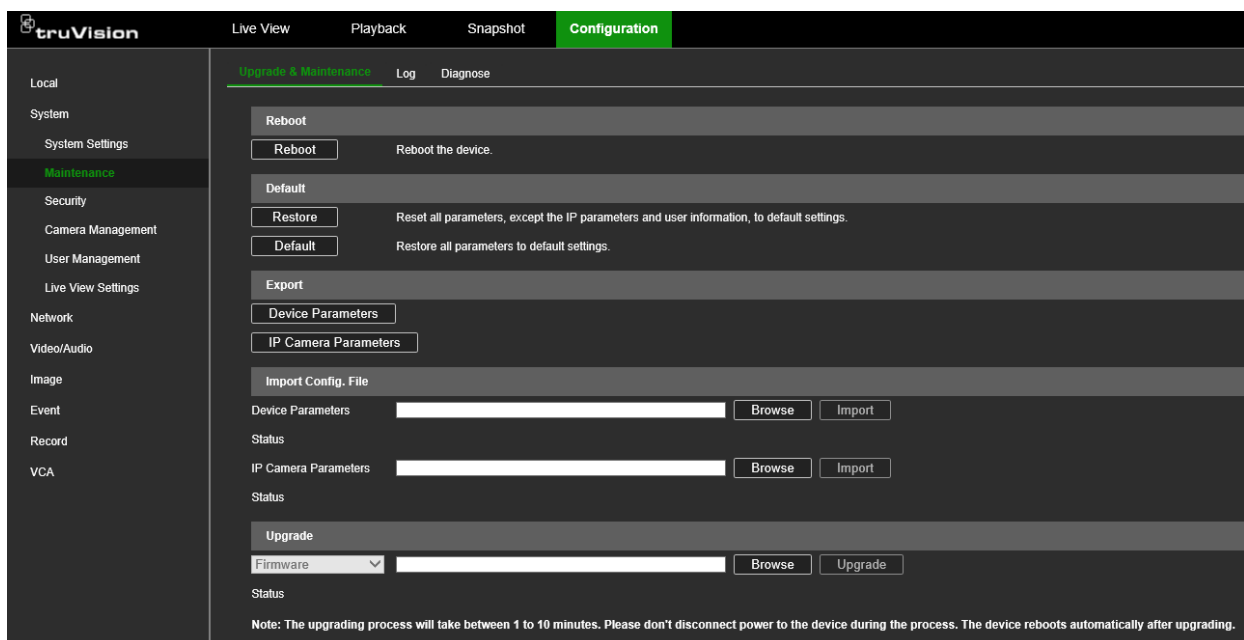 truVision Live View Playback Snapshot Configuration
Local
System
System Settings
Maintenance
Security
Camera Management
User Management
Live View Settings
Network
Video/Audio
Image
Event
Record
VCA
Upgrade & Maintenance Log Diagnose
Reboot
Reboot Reboot the device.
Default
Restore Reset all parameters, except the IP parameters and user information, to default settings.
Default Restore all parameters to default settings.
Export
Device Parameters
IP Camera Parameters
Import Config. File
Device Parameters Browse Import
Status
IP Camera Parameters Browse Import
Status
Upgrade
Firmware Browse Upgrade
Status
Note: The upgrading process will take between 1 to 10 minutes. Please don't disconnect power to the device during the process. The device reboots automatically after upgrading.